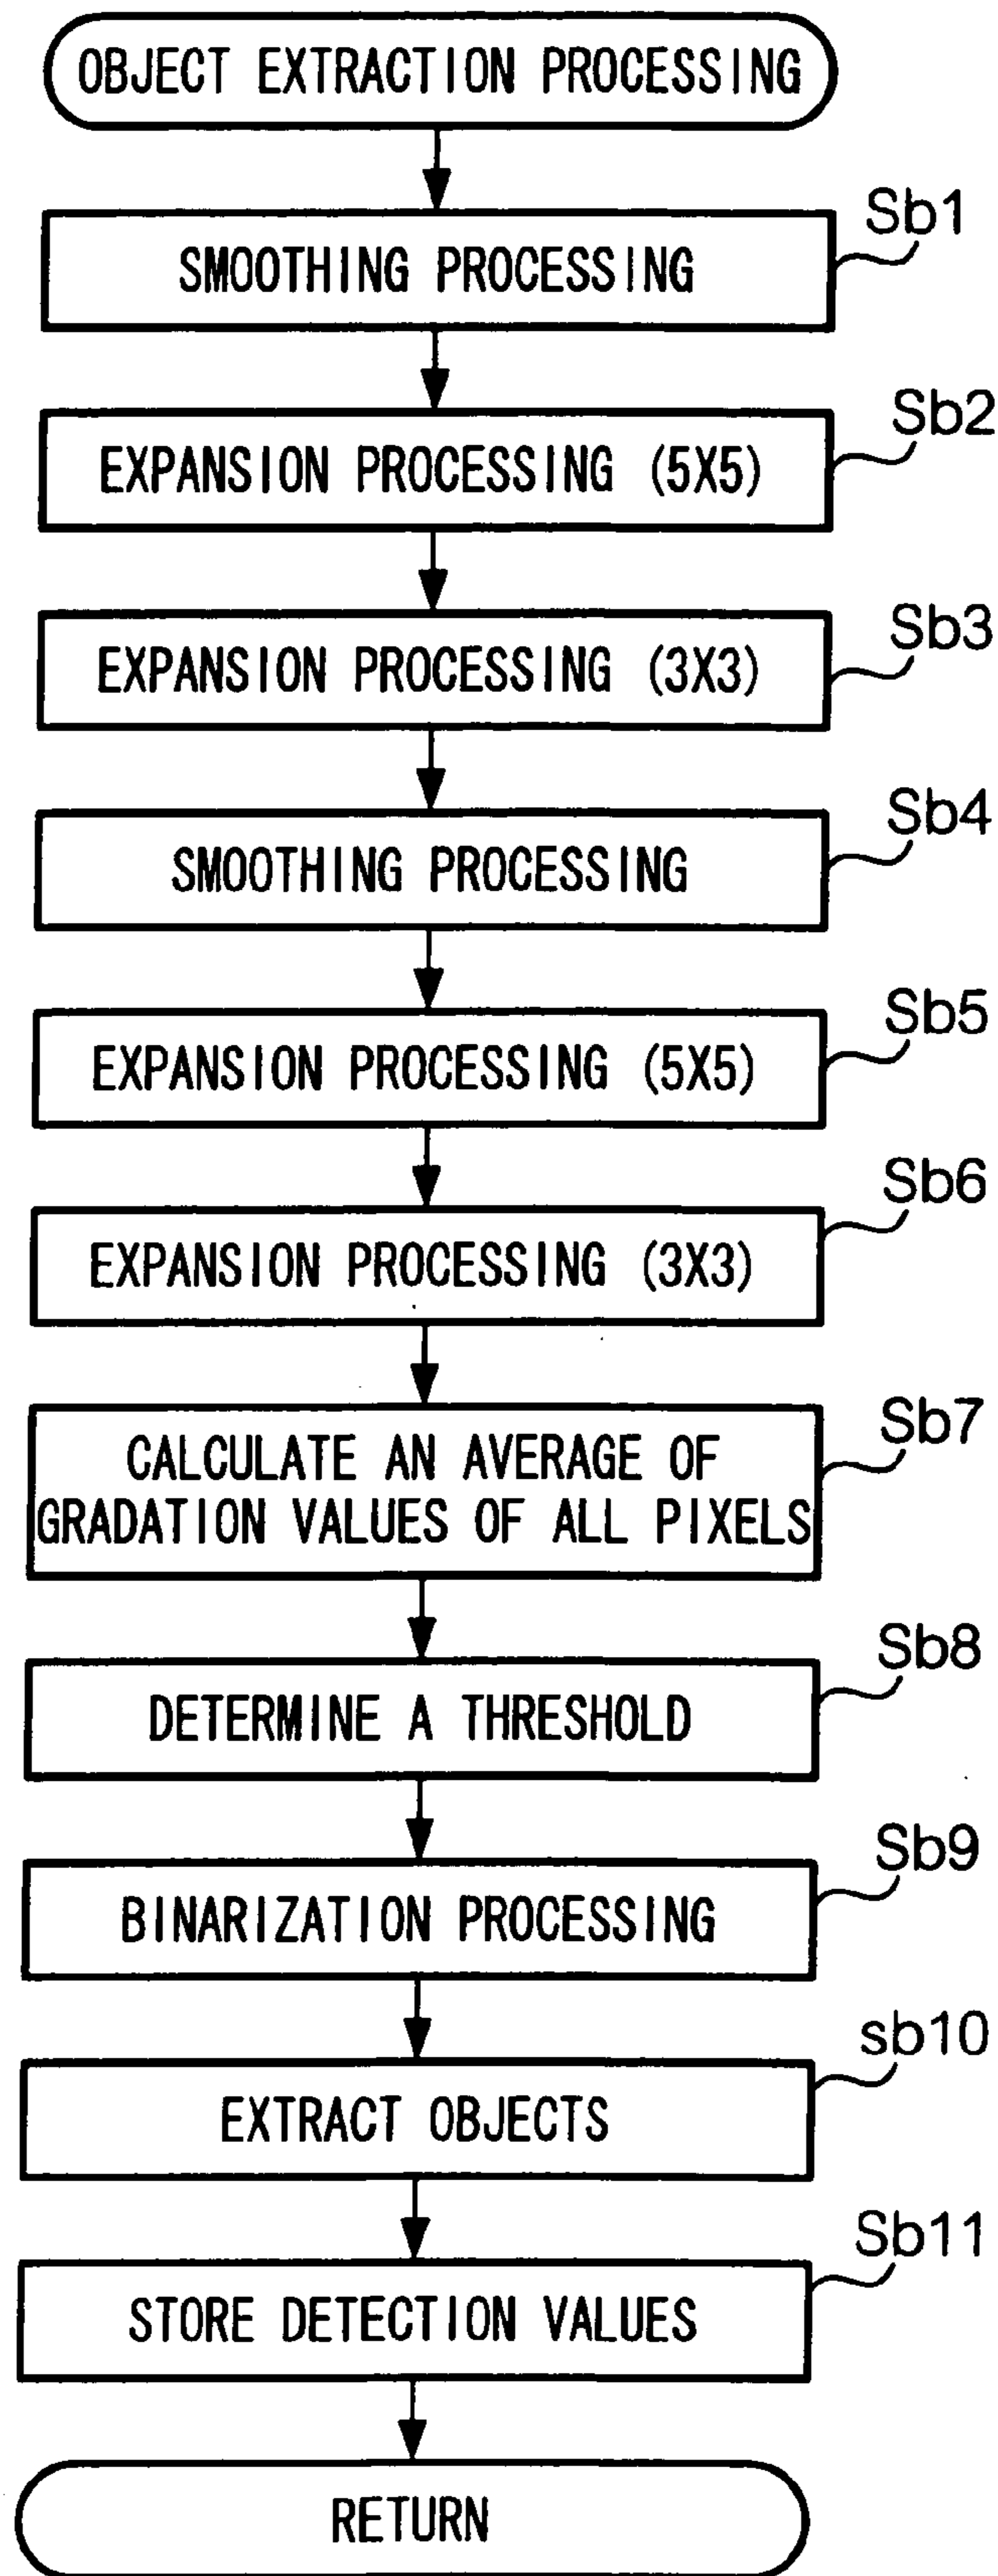 OBJECT EXTRACTION PROCESSING
Sb1
SMOOTHING PROCESSING
Sb2
EXPANSION PROCESSING (5X5)
Sb3
EXPANSION PROCESSING (3X3)
Sb4
SMOOTHING PROCESSING
Sb5
EXPANSION PROCESSING (5X5)
Sb6
EXPANSION PROCESSING (3X3)
Sb7
CALCULATE AN AVERAGE OF
GRADATION VALUES OF ALL PIXELS
Sb8
DETERMINE A THRESHOLD
Sb9
BINARIZATION PROCESSING
sb10
EXTRACT OBJECTS
Sb11
STORE DETECTION VALUES
RETURN